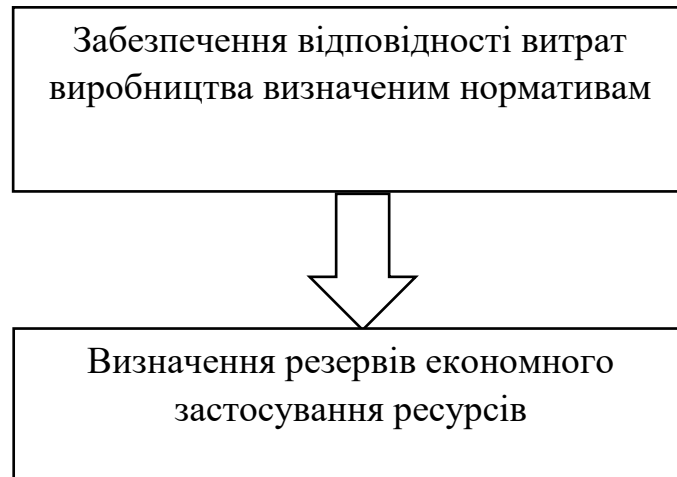 Забезпечення відповідності витрат
виробництва визначеним нормативам
Визначення резервів економного
застосування ресурсів